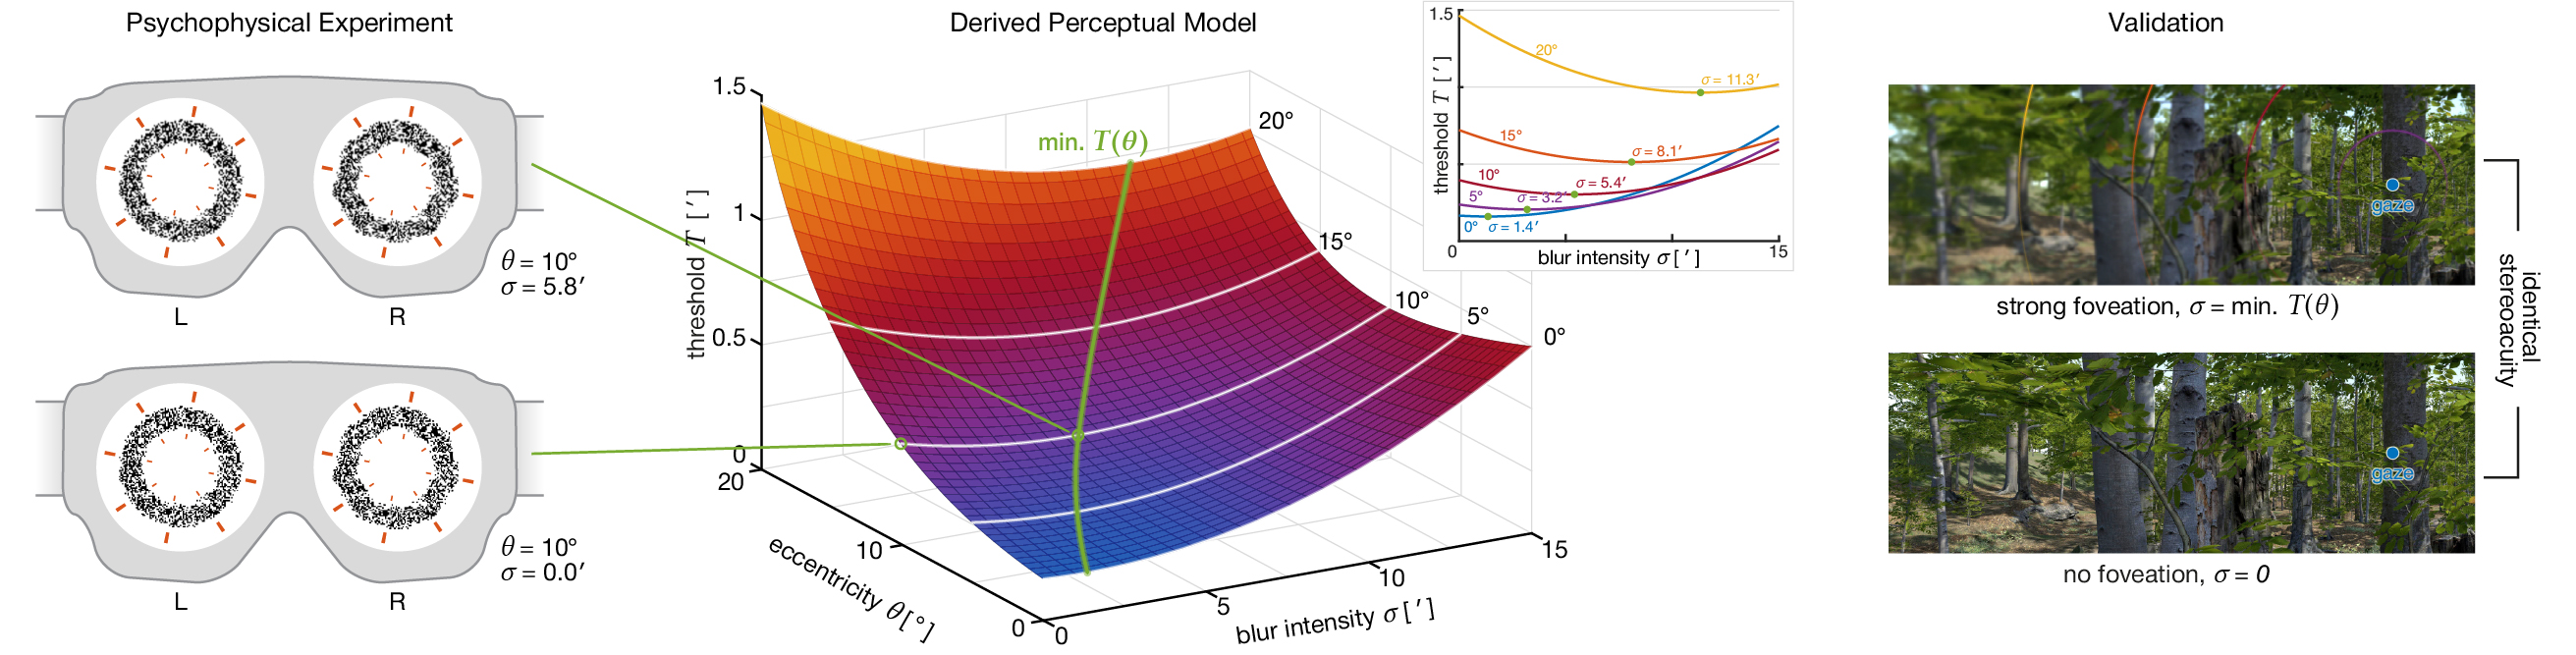 Psychophysical Experiment
θ = 10°
σ = 5.8′
L
R
θ = 10°
σ = 0.0′
L
R
Derived Perceptual Model
threshold T [′]
1.5
1
0.5
0
20
10
0
eccentricity θ[°]
0
5
10
15
blur intensity σ[′]
min. T(θ)
20°
15°
10°
5°
0°
threshold T [′]
1.5
0
15
blur intensity σ[′]
20°
σ = 11.3′
15°
σ = 8.1′
10°
σ = 5.4′
5°
σ = 3.2′
0°
σ = 1.4′
Validation
gaze
strong foveation, σ = min. T(θ)
gaze
no foveation, σ = 0
identical
stereoacuity